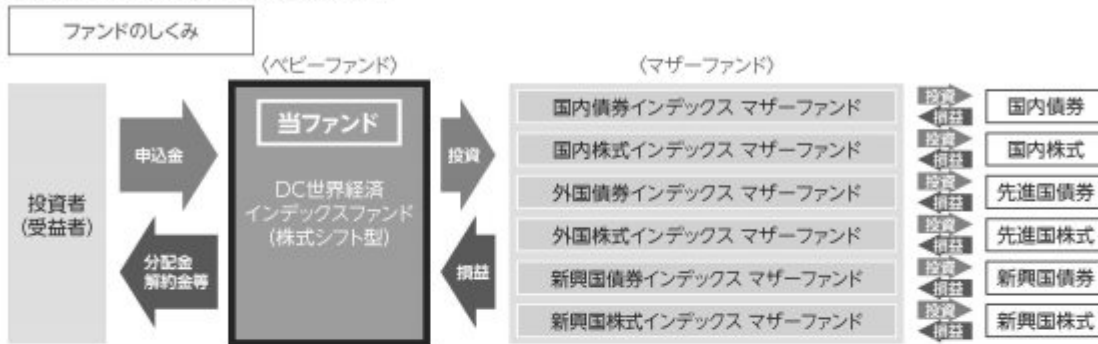 ファンドのしくみ
〈ベビーファンド〉
〈マザーファンド〉
投資者
(受益者)
申込金
分配金
解約金等
当ファンド
DC世界経済
インデックスファンド
(株式シフト型)
投資
損益
国内債券インデックス マザーファンド
投資
損益
国内債券
国内株式インデックス マザーファンド
投資
損益
国内株式
外国債券インデックス マザーファンド
投資
損益
先進国債券
外国株式インデックス マザーファンド
投資
損益
先進国株式
新興国債券インデックス マザーファンド
投資
損益
新興国債券
新興国株式インデックス マザーファンド
投資
損益
新興国株式